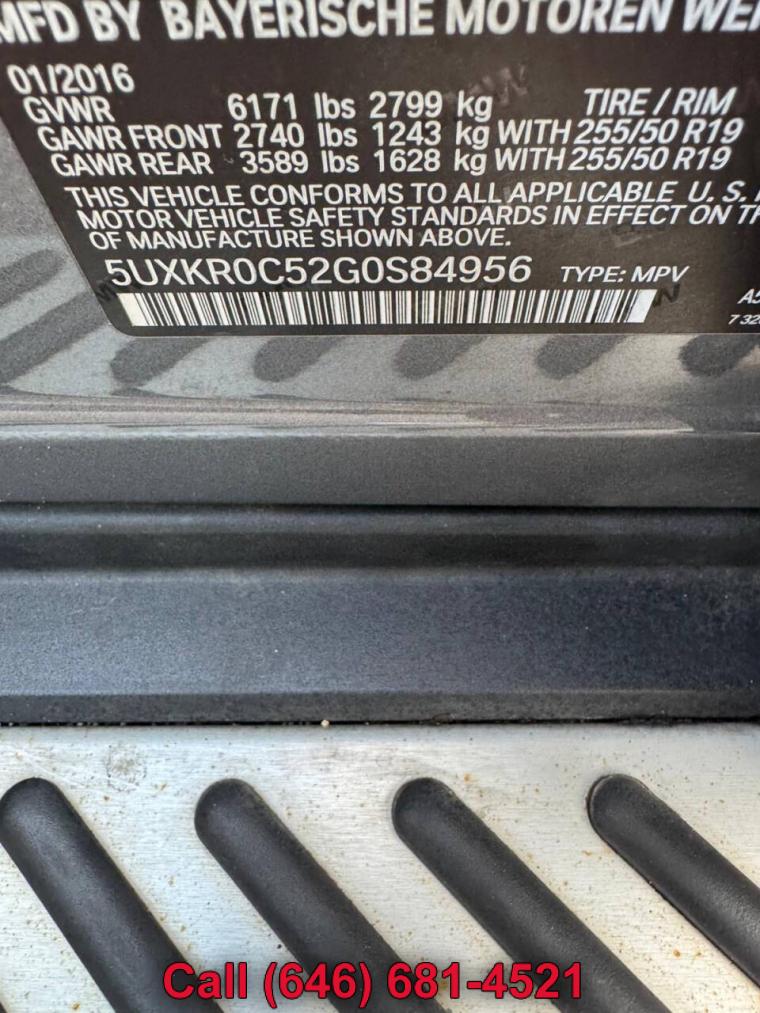 MFD BY BAYERISCHE MOTOREN
01/2016
GVWR 6171 lbs 2799 kg TIRE / RIM
GAWR FRONT 2740 lbs 1243 kg WITH 255/50 R19
GAWR REAR 3589 lbs 1628 kg WITH 255/50 R19
THIS VEHICLE CONFORMS TO ALL APPLICABLE U. S.
MOTOR VEHICLE SAFETY STANDARDS IN EFFECT ON
OF MANUFACTURE SHOWN ABOVE.
5UXKR0C52G0S84956 TYPE: MPV
Call (646) 681-4521